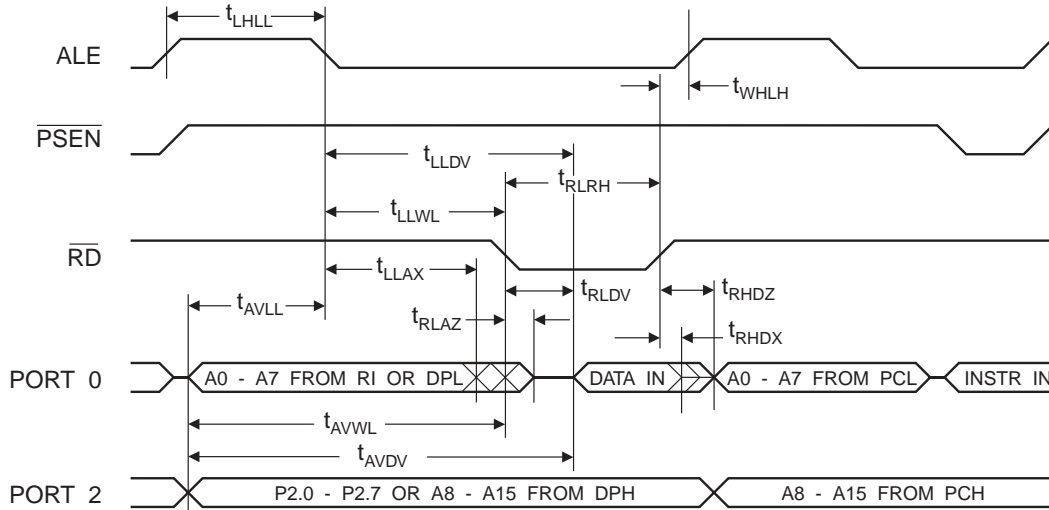 tLHLL
ALE
tWHLH
PSEN
tLLDV
tRLRH
tLLWL
RD
tLLAX
tRLDV
tRHDZ
tAVLL
tRLAZ
tRHDX
PORT 0
A0 - A7 FROM RI OR DPL
DATA IN
A0 - A7 FROM PCL
INSTR IN
tAVWL
tAVDV
PORT 2
P2.0 - P2.7 OR A8 - A15 FROM DPH
A8 - A15 FROM PCH